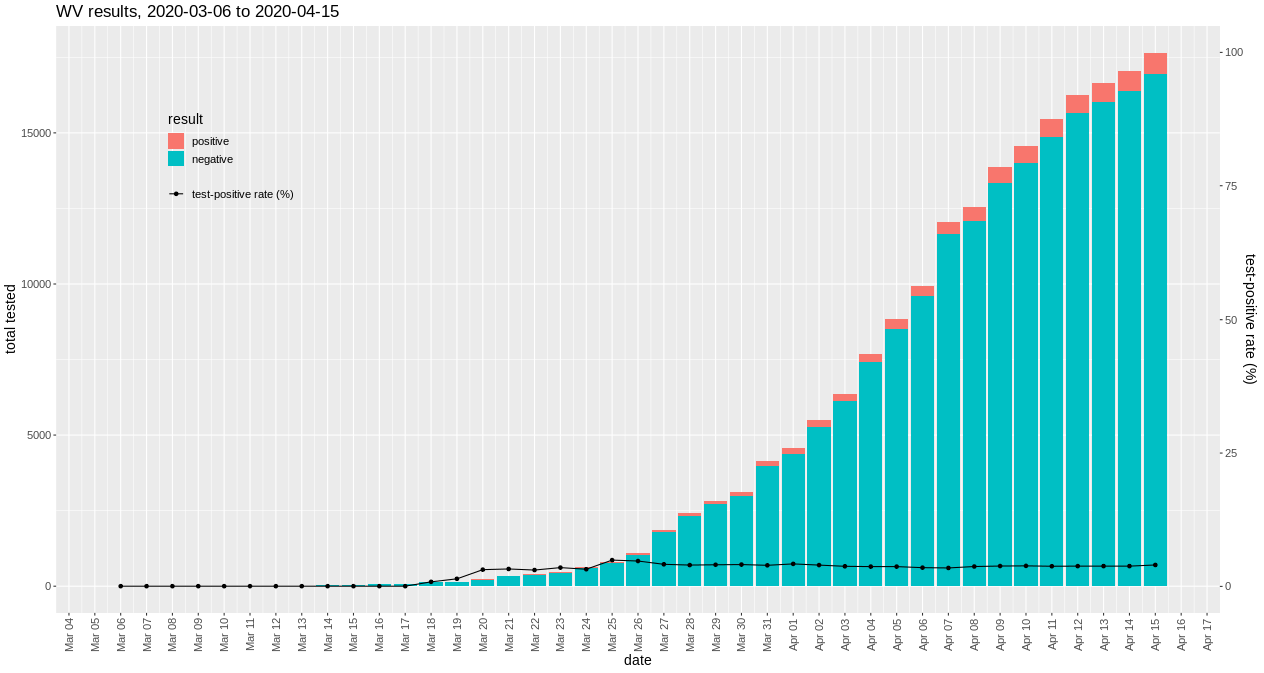 WV results, 2020-03-06 to 2020-04-15
result
positive
negative
test-positive rate (%)
total tested
15000
10000
5000
0
100
75
50
25
0
test-positive rate (%)
Mar 04
Mar 05
Mar 06
Mar 07
Mar 08
Mar 09
Mar 10
Mar 11
Mar 12
Mar 13
Mar 14
Mar 15
Mar 16
Mar 17
Mar 18
Mar 19
Mar 20
Mar 21
Mar 22
Mar 23
Mar 24
Mar 25
Mar 26
Mar 27
Mar 28
Mar 29
Mar 30
Mar 31
Apr 01
Apr 02
Apr 03
Apr 04
Apr 05
Apr 06
Apr 07
Apr 08
Apr 09
Apr 10
Apr 11
Apr 12
Apr 13
Apr 14
Apr 15
Apr 16
Apr 17
date